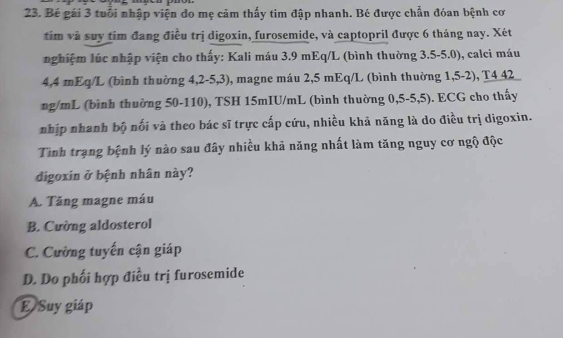 23. Bé gái 3 tuổi nhập viện do mẹ cảm thấy tim đập nhanh. Bé được chẩn đóan bệnh cơ
tim và suy tim đang điều trị digoxin, furosemide, và captopril được 6 tháng nay. Xét
nghiệm lúc nhập viện cho thấy: Kali máu 3.9 mEq/L (bình thường 3.5-5.0), calci máu
4,4 mEq/L (bình thường 4,2-5,3), magne máu 2,5 mEq/L (bình thường 1,5-2), T4 42
ng/mL (bình thường 50-110), TSH 15mIU/mL (bình thường 0,5-5,5). ECG cho thấy
nhịp nhanh bộ nối và theo bác sĩ trực cấp cứu, nhiều khả năng là do điều trị digoxin.
Tình trạng bệnh lý nào sau đây nhiều khả năng nhất làm tăng nguy cơ ngộ độc
digoxin ở bệnh nhân này?
A. Tăng magne máu
B. Cường aldosterol
C. Cường tuyến cận giáp
D. Do phối hợp điều trị furosemide
E. Suy giáp